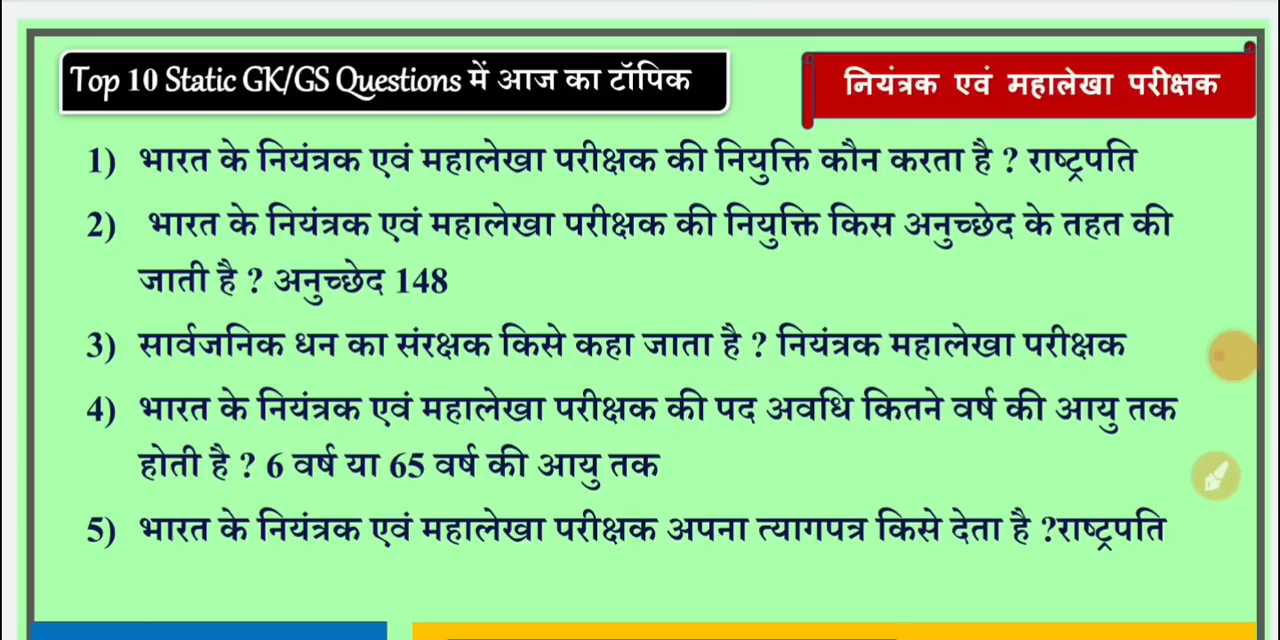 Top 10 Static GK/GS Questions में आज का टॉपिक
नियंत्रक एवं महालेखा परीक्षक
1) भारत के नियंत्रक एवं महालेखा परीक्षक की नियुक्ति कौन करता है ? राष्ट्रपति
2) भारत के नियंत्रक एवं महालेखा परीक्षक की नियुक्ति किस अनुच्छेद के तहत की
जाती है ? अनुच्छेद 148
3) सार्वजनिक धन का संरक्षक किसे कहा जाता है ? नियंत्रक महालेखा परीक्षक
4) भारत के नियंत्रक एवं महालेखा परीक्षक की पद अवधि कितने वर्ष की आयु तक
होती है ? 6 वर्ष या 65 वर्ष की आयु तक
5) भारत के नियंत्रक एवं महालेखा परीक्षक अपना त्यागपत्र किसे देता है ?राष्ट्रपति